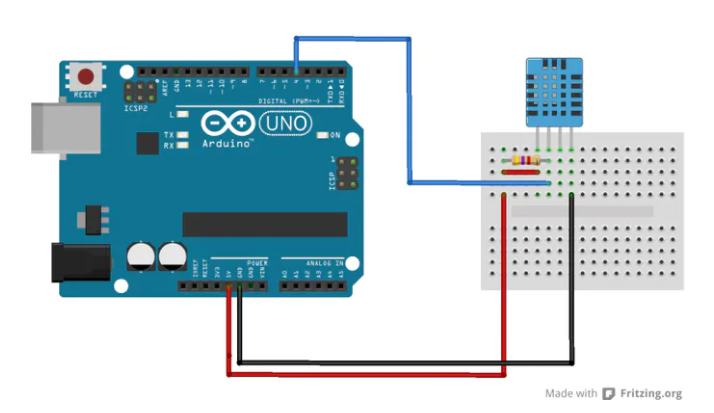 RESET
ICSP2
AREF
GND
13
12
~11
~10
~9
8
7
~6
~5
4
~3
2
TX▶1
RX◀0
DIGITAL (PWM=~)
L
TX
RX
UNO
Arduino™
ON
1
ICSP
POWER
ANALOG IN
IOREF
RESET
3V3
5V
GND
GND
VIN
A0
A1
A2
A3
A4
A5
Made with Fritzing.org